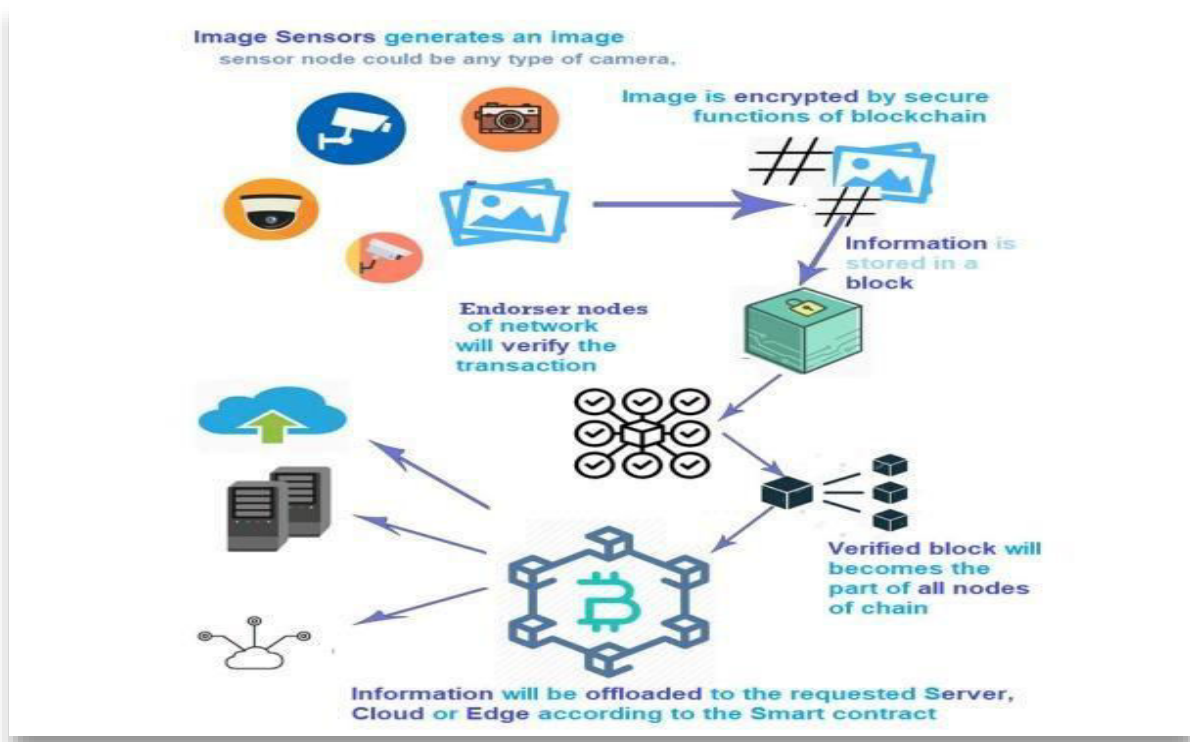 Image Sensors generates an image
sensor node could be any type of camera,
Image is encrypted by secure
functions of blockchain
Information is
stored in a
block
Endorser nodes
of network
will verify the
transaction
Verified block will
becomes the
part of all nodes
of chain
Information will be offloaded to the requested Server,
Cloud or Edge according to the Smart contract